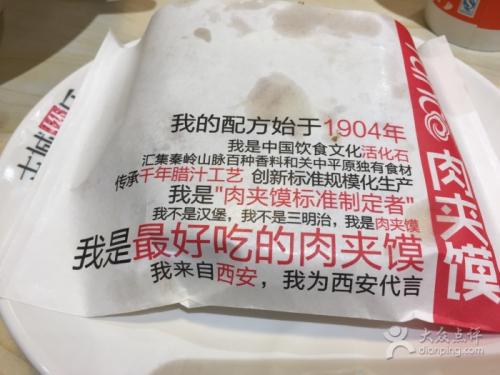 我的配方始于1904年
我是中国饮食文化活化石
汇集秦岭山脉百种香料和关中平原独有食材
传承千年腊汁工艺 创新标准规模化生产
我是"肉夹馍标准制定者"
我不是汉堡，我不是三明治，我是肉夹馍
我是最好吃的肉夹馍
我来自西安，我为西安代言
肉夹馍
大众点评
dianping.com